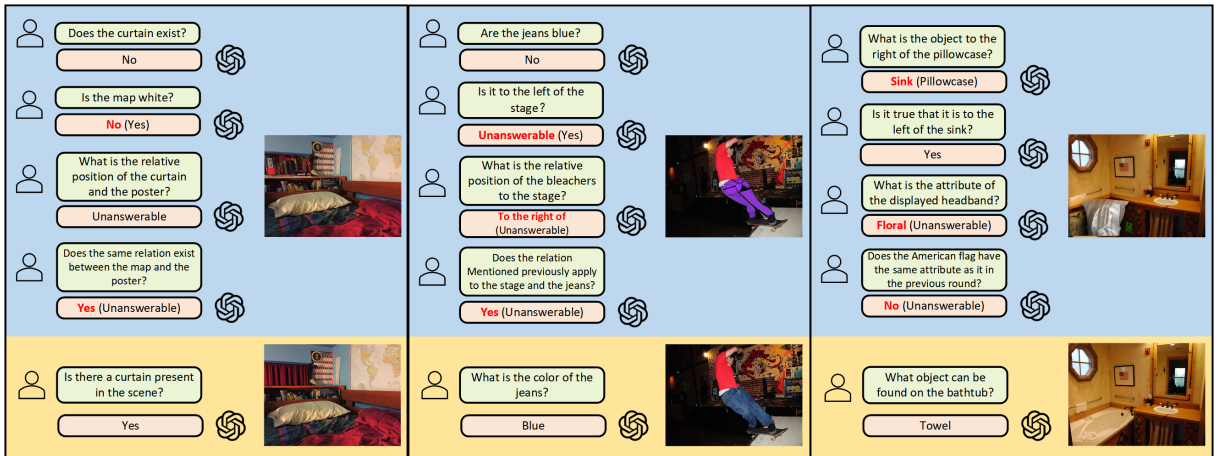 Does the curtain exist?
No
Is the map white?
No (Yes)
What is the relative
position of the curtain
and the poster?
Unanswerable
Does the same relation exist
between the map and the
poster?
Yes (Unanswerable)
Is there a curtain present
in the scene?
Yes
Are the jeans blue?
No
Is it to the left of the
stage?
Unanswerable (Yes)
What is the relative
position of the bleachers
to the stage?
To the right of
(Unanswerable)
Does the relation
Mentioned previously apply
to the stage and the jeans?
Yes (Unanswerable)
What is the color of the
jeans?
Blue
What is the object to the
right of the pillowcase?
Sink (Pillowcase)
Is it true that it is to the
left of the sink?
Yes
What is the attribute of
the displayed headband?
Floral (Unanswerable)
Does the American flag have
the same attribute as it in
the previous round?
No (Unanswerable)
What object can be
found on the bathtub?
Towel